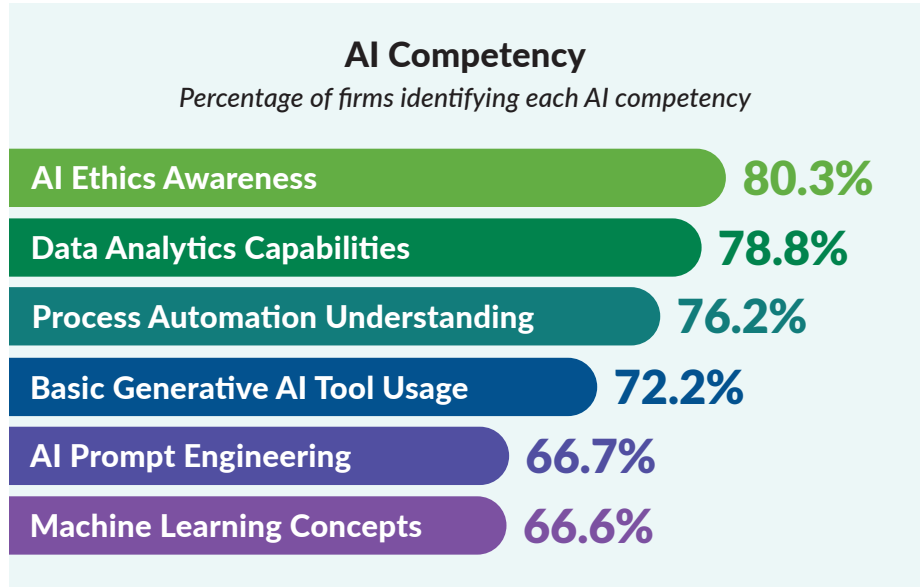 AI Competency
Percentage of firms identifying each AI competency
AI Ethics Awareness 80.3%
Data Analytics Capabilities 78.8%
Process Automation Understanding 76.2%
Basic Generative AI Tool Usage 72.2%
AI Prompt Engineering 66.7%
Machine Learning Concepts 66.6%